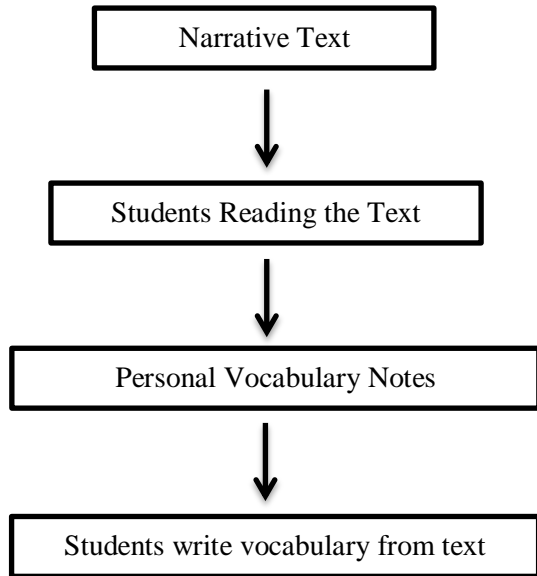 Narrative Text
Students Reading the Text
Personal Vocabulary Notes
Students write vocabulary from text